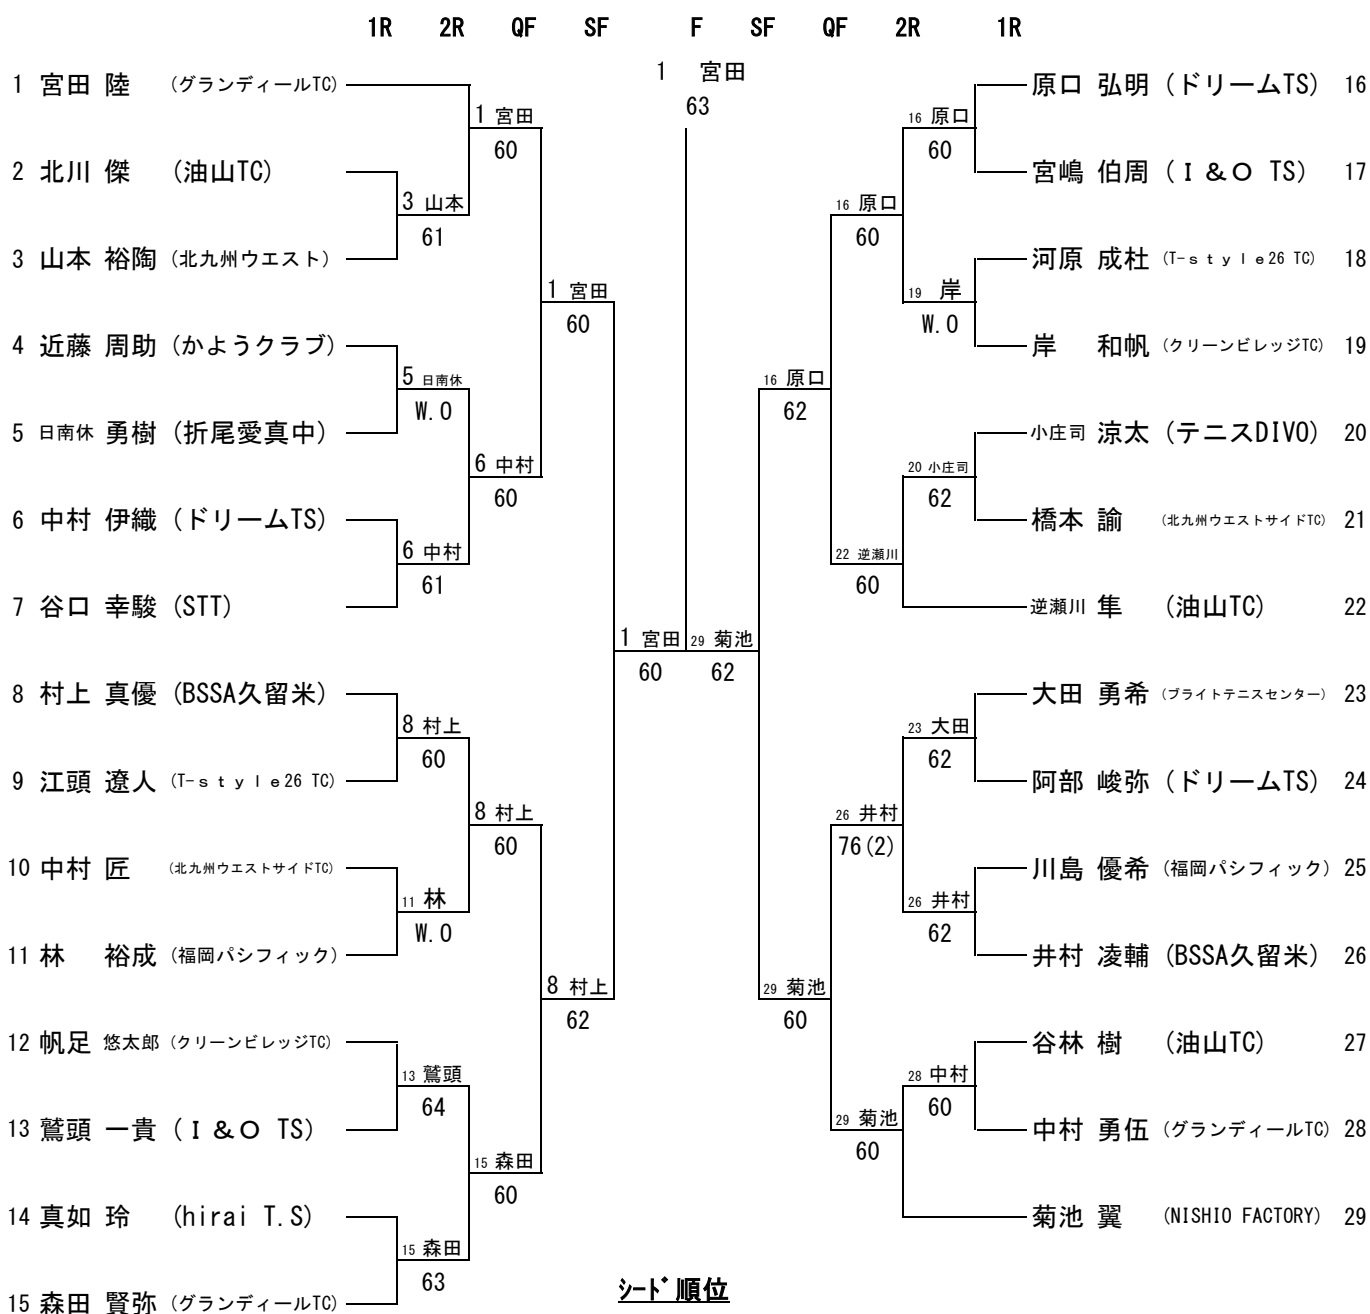 1R 2R QF SF F SF QF 2R 1R
1 宮田
63
1 宮田 陸 (グランディールTC)
2 北川 傑 (油山TC)
3 山本 裕陶 (北九州ウエスト)
4 近藤 周助 (かようクラブ)
5 日南休 勇樹 (折尾愛真中)
6 中村 伊織 (ドリームTS)
7 谷口 幸駿 (STT)
8 村上 真優 (BSSA久留米)
9 江頭 遼人 (T-ｓｔｙｌｅ26 TC)
10 中村 匠 (北九州ウエストサイドTC)
11 林 裕成 (福岡パシフィック)
12 帆足 悠太郎 (クリーンビレッジTC)
13 鷲頭 一貴 (Ｉ＆Ｏ TS)
14 真如 玲 (hirai T.S)
15 森田 賢弥 (グランディールTC)
3 山本
61
5 日南休
W.O
6 中村
61
8 村上
60
11 林
W.O
13 鷲頭
64
15 森田
63
1 宮田
60
6 中村
60
8 村上
60
15 森田
60
1 宮田
60
8 村上
62
1 宮田
60
29 菊池
62
16 原口
62
29 菊池
60
16 原口
60
22 逆瀬川
60
26 井村
76(2)
29 菊池
60
16 原口
60
19 岸
W.O
20 小庄司
62
23 大田
62
26 井村
62
28 中村
60
原口 弘明 (ドリームTS) 16
宮嶋 伯周 (Ｉ＆Ｏ TS) 17
河原 成杜 (T-ｓｔｙｌｅ26 TC) 18
岸 和帆 (クリーンビレッジTC) 19
小庄司 涼太 (テニスDIVO) 20
橋本 諭 (北九州ウエストサイドTC) 21
逆瀬川 隼 (油山TC) 22
大田 勇希 (ブライトテニスセンター) 23
阿部 峻弥 (ドリームTS) 24
川島 優希 (福岡パシフィック) 25
井村 凌輔 (BSSA久留米) 26
谷林 樹 (油山TC) 27
中村 勇伍 (グランディールTC) 28
菊池 翼 (NISHIO FACTORY) 29
ｼｰﾄﾞ順位